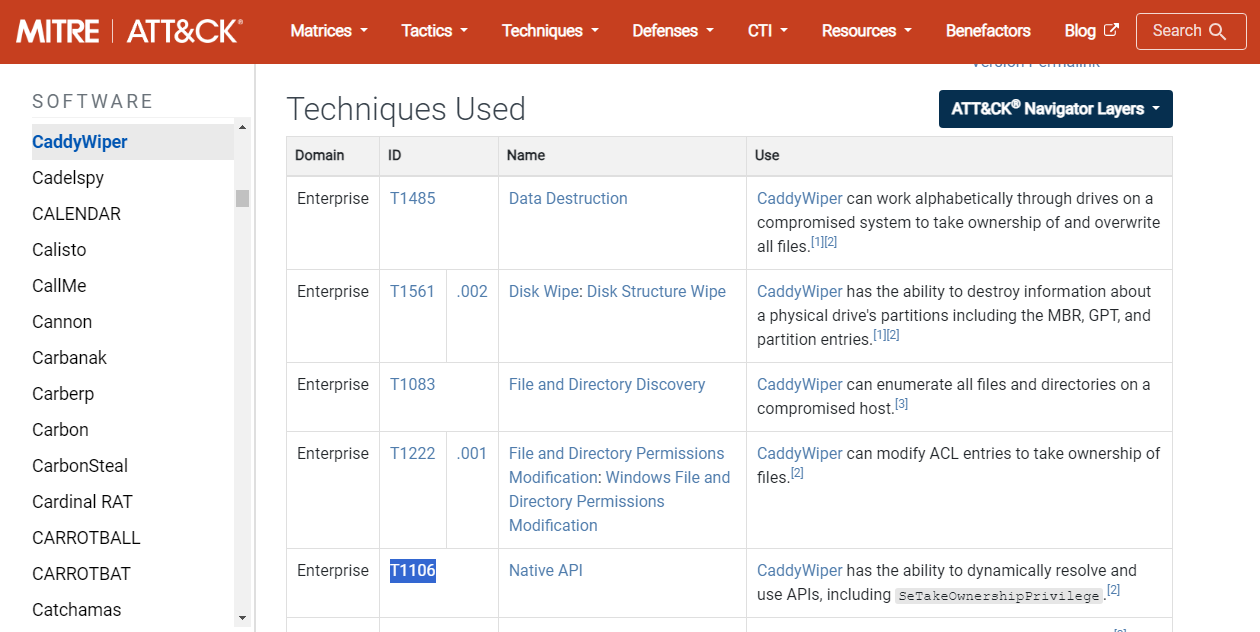 MITRE | ATT&CK®
Matrices
Tactics
Techniques
Defenses
CTI
Resources
Benefactors
Blog
Search
Version Permalink
SOFTWARE
CaddyWiper
Cadelspy
CALENDAR
Calisto
CallMe
Cannon
Carbanak
Carberp
Carbon
CarbonSteal
Cardinal RAT
CARROTBALL
CARROTBAT
Catchamas
Techniques Used
ATT&CK® Navigator Layers
Domain ID Name Use
Enterprise T1485 Data Destruction CaddyWiper can work alphabetically through drives on a
compromised system to take ownership of and overwrite
all files.[1][2]
Enterprise T1561 .002 Disk Wipe: Disk Structure Wipe CaddyWiper has the ability to destroy information about
a physical drive's partitions including the MBR, GPT, and
partition entries.[1][2]
Enterprise T1083 File and Directory Discovery CaddyWiper can enumerate all files and directories on a
compromised host.[3]
Enterprise T1222 .001 File and Directory Permissions CaddyWiper can modify ACL entries to take ownership of
Modification: Windows File and files.[2]
Directory Permissions
Modification
Enterprise T1106 Native API CaddyWiper has the ability to dynamically resolve and
use APIs, including SeTakeOwnershipPrivilege.[2]